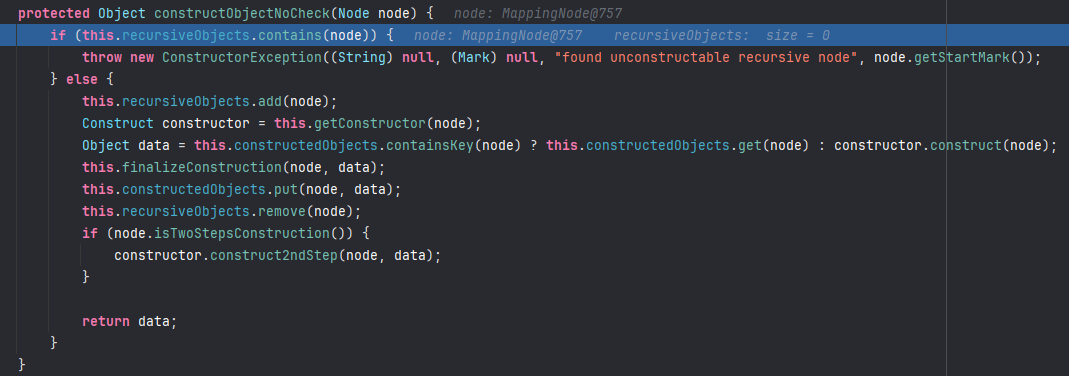 protected Object constructObjectNoCheck(Node node) {   node: MappingNode@757
    if (this.recursiveObjects.contains(node)) {   node: MappingNode@757    recursiveObjects:  size = 0
        throw new ConstructorException((String) null, (Mark) null, "found unconstructable recursive node", node.getStartMark());
    } else {
        this.recursiveObjects.add(node);
        Construct constructor = this.getConstructor(node);
        Object data = this.constructedObjects.containsKey(node) ? this.constructedObjects.get(node) : constructor.construct(node);
        this.finalizeConstruction(node, data);
        this.constructedObjects.put(node, data);
        this.recursiveObjects.remove(node);
        if (node.isTwoStepsConstruction()) {
            constructor.construct2ndStep(node, data);
        }

        return data;
    }
}